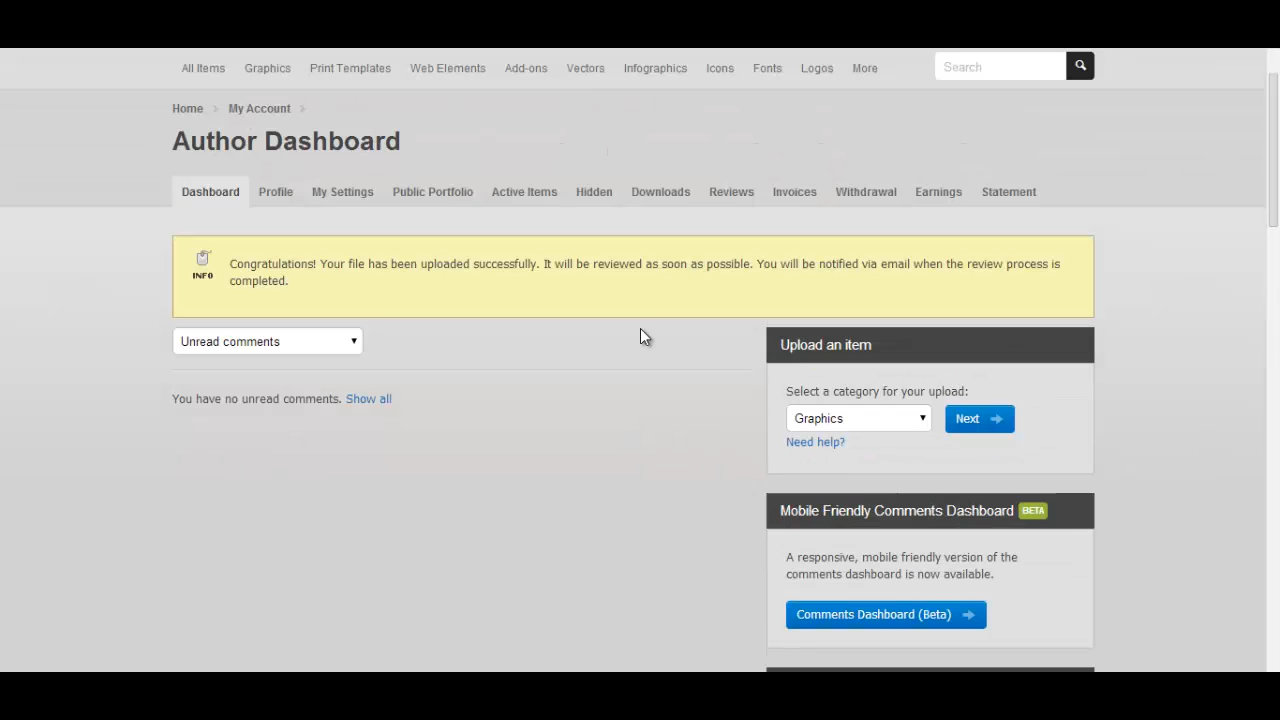 All Items Graphics Print Templates Web Elements Add-ons Vectors Infographics Icons Fonts Logos More Search
Home My Account
Author Dashboard
Dashboard Profile My Settings Public Portfolio Active Items Hidden Downloads Reviews Invoices Withdrawal Earnings Statement
INFO
Congratulations! Your file has been uploaded successfully. It will be reviewed as soon as possible. You will be notified via email when the review process is
completed.
Unread comments
You have no unread comments. Show all
Upload an item
Select a category for your upload:
Graphics Next
Need help?
Mobile Friendly Comments Dashboard BETA
A responsive, mobile friendly version of the
comments dashboard is now available.
Comments Dashboard (Beta)